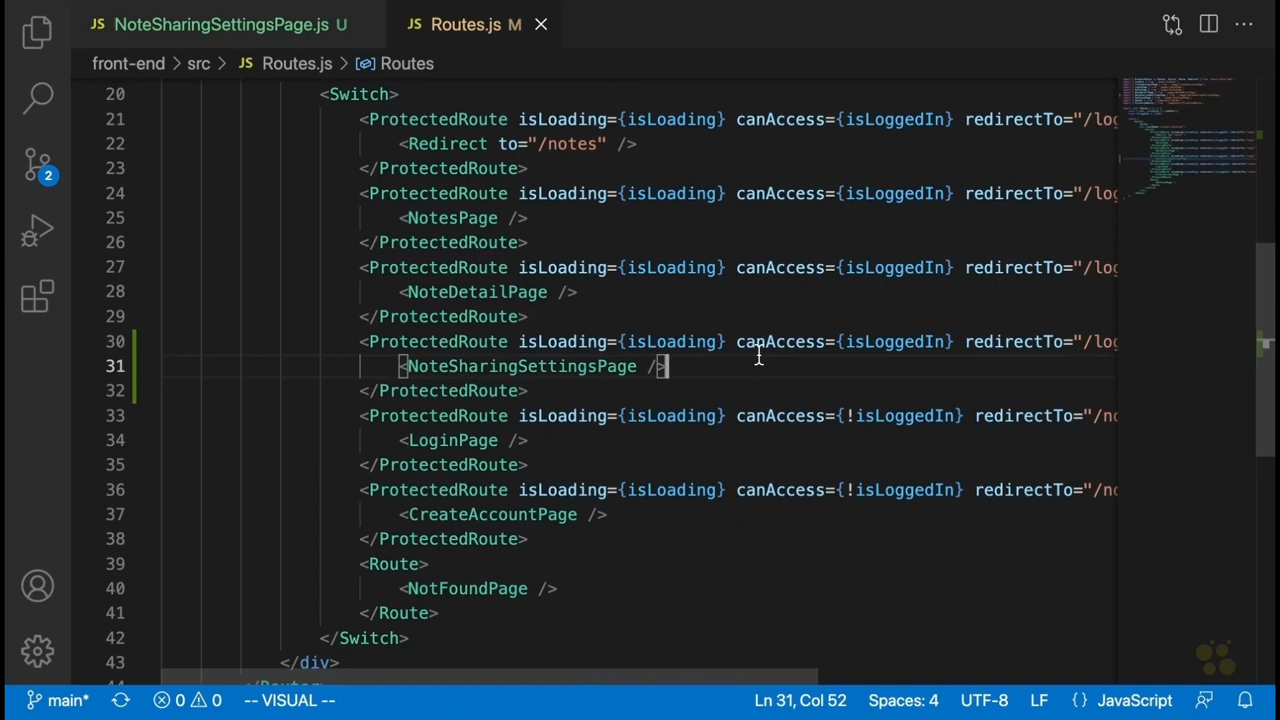 JS NoteSharingSettingsPage.js U
JS Routes.js M
front-end > src > JS Routes.js > Routes
20 <Switch>
21 <ProtectedRoute isLoading={isLoading} canAccess={isLoggedIn} redirectTo="/log
22 <Redirect to="/notes" />
23 </ProtectedRoute>
24 <ProtectedRoute isLoading={isLoading} canAccess={isLoggedIn} redirectTo="/log
25 <NotesPage />
26 </ProtectedRoute>
27 <ProtectedRoute isLoading={isLoading} canAccess={isLoggedIn} redirectTo="/log
28 <NoteDetailPage />
29 </ProtectedRoute>
30 <ProtectedRoute isLoading={isLoading} canAccess={isLoggedIn} redirectTo="/log
31 <NoteSharingSettingsPage />
32 </ProtectedRoute>
33 <ProtectedRoute isLoading={isLoading} canAccess={!isLoggedIn} redirectTo="/no
34 <LoginPage />
35 </ProtectedRoute>
36 <ProtectedRoute isLoading={isLoading} canAccess={!isLoggedIn} redirectTo="/no
37 <CreateAccountPage />
38 </ProtectedRoute>
39 <Route>
40 <NotFoundPage />
41 </Route>
42 </Switch>
43 </div>
2
main* 0 0 -- VISUAL -- Ln 31, Col 52 Spaces: 4 UTF-8 LF {} JavaScript